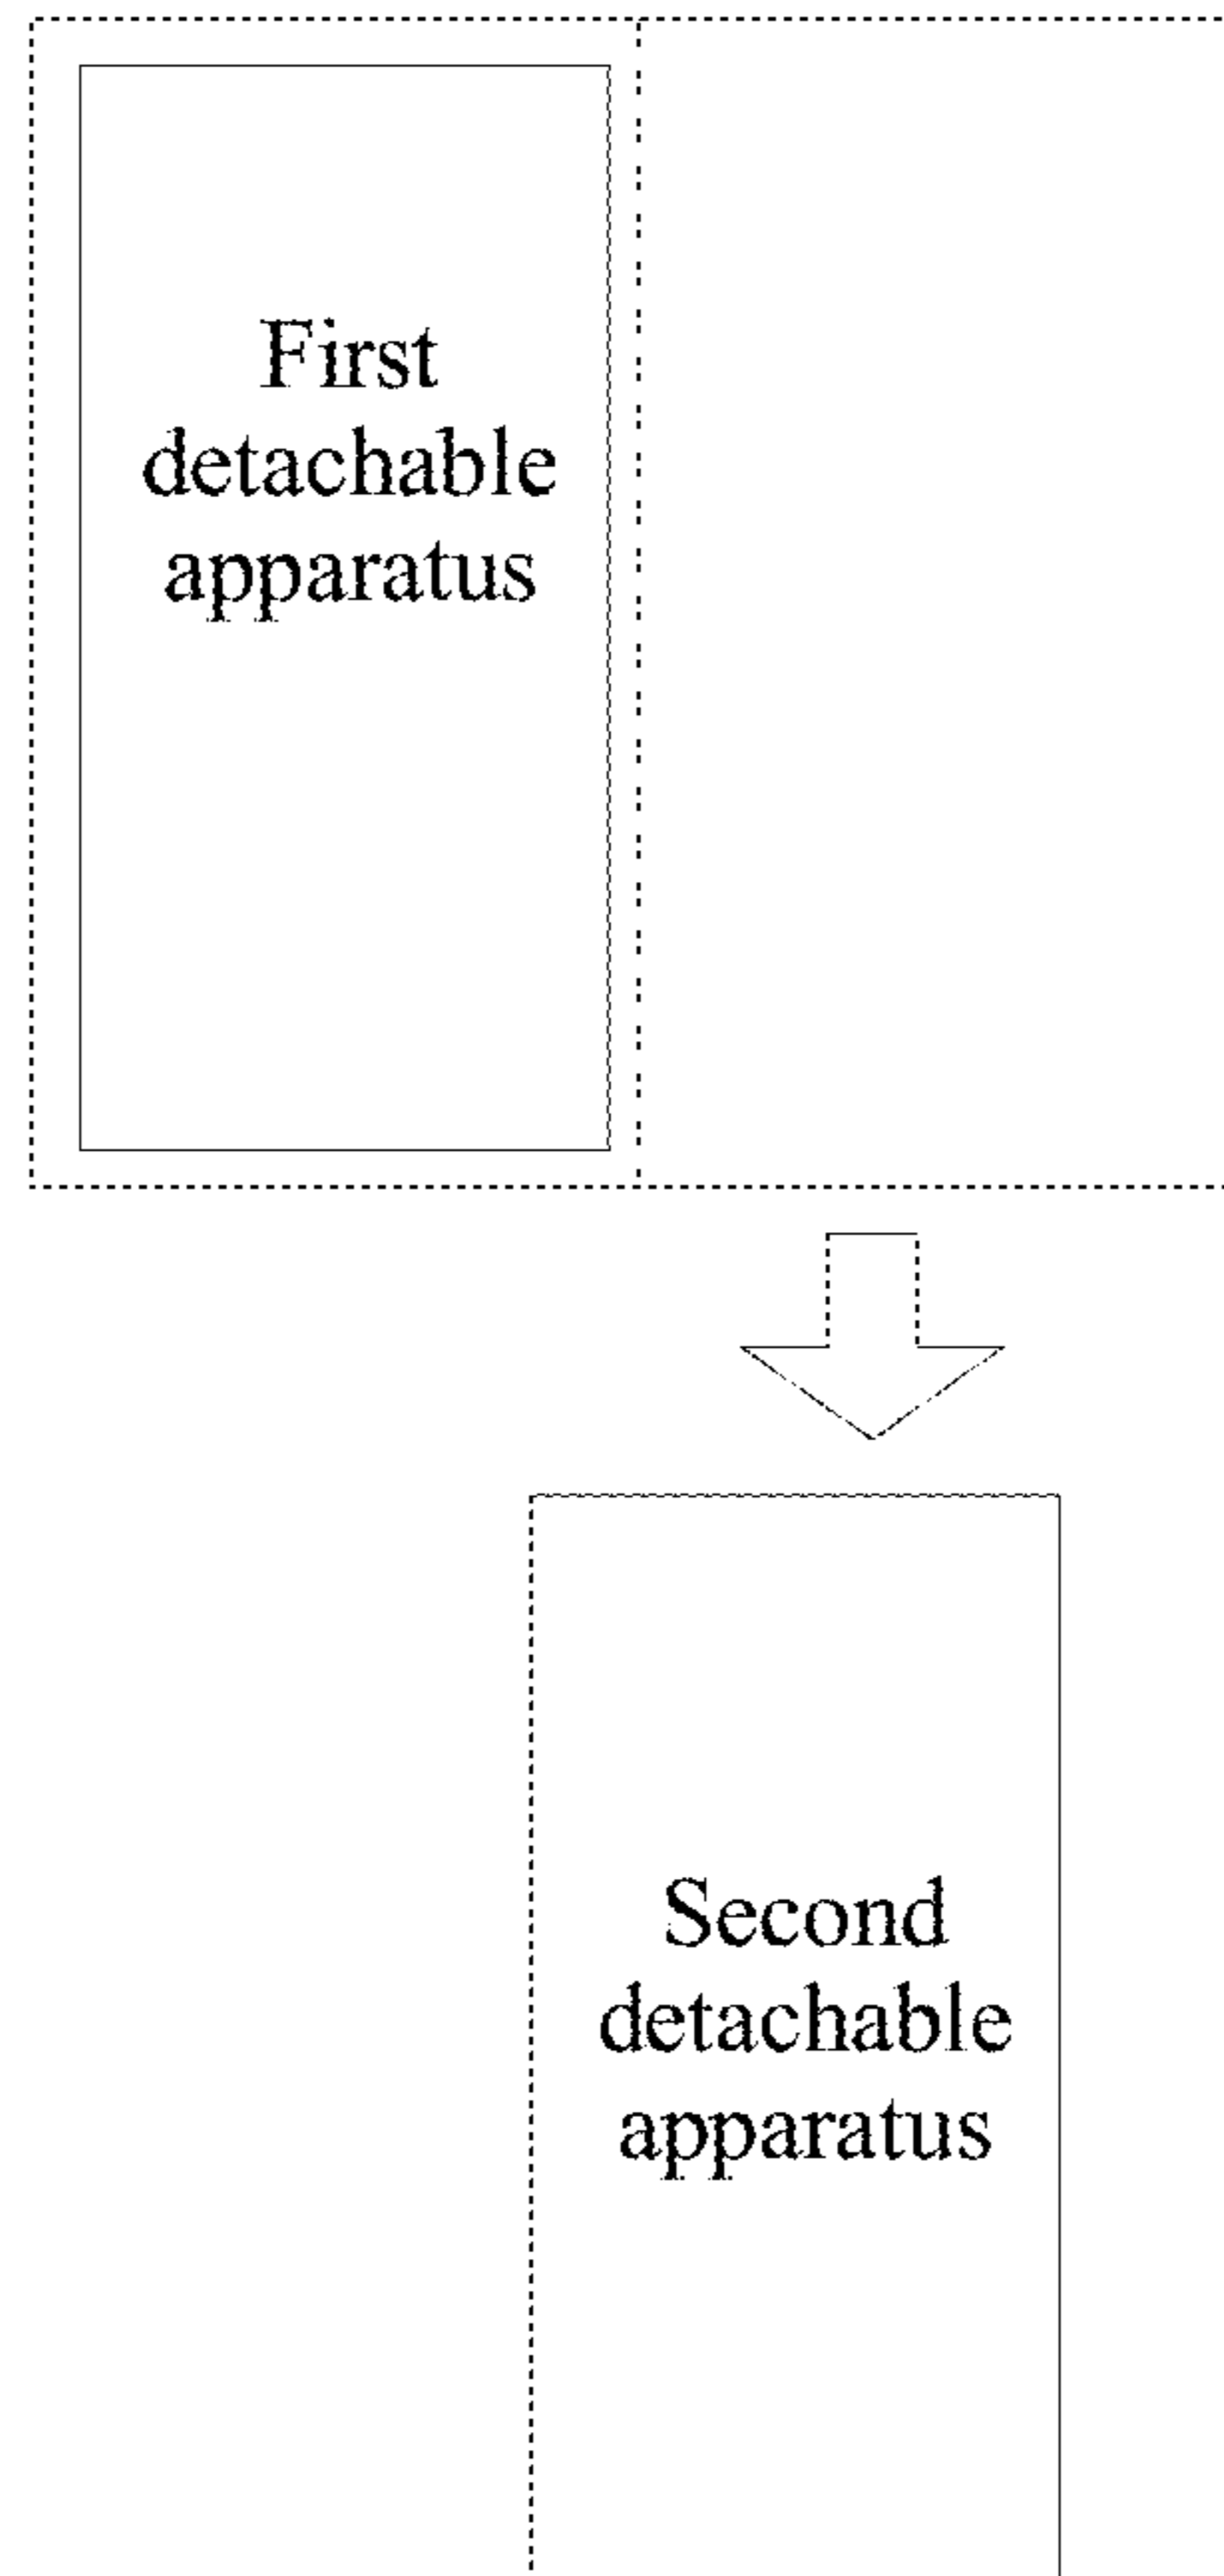 First
detachable
apparatus
Second
detachable
apparatus